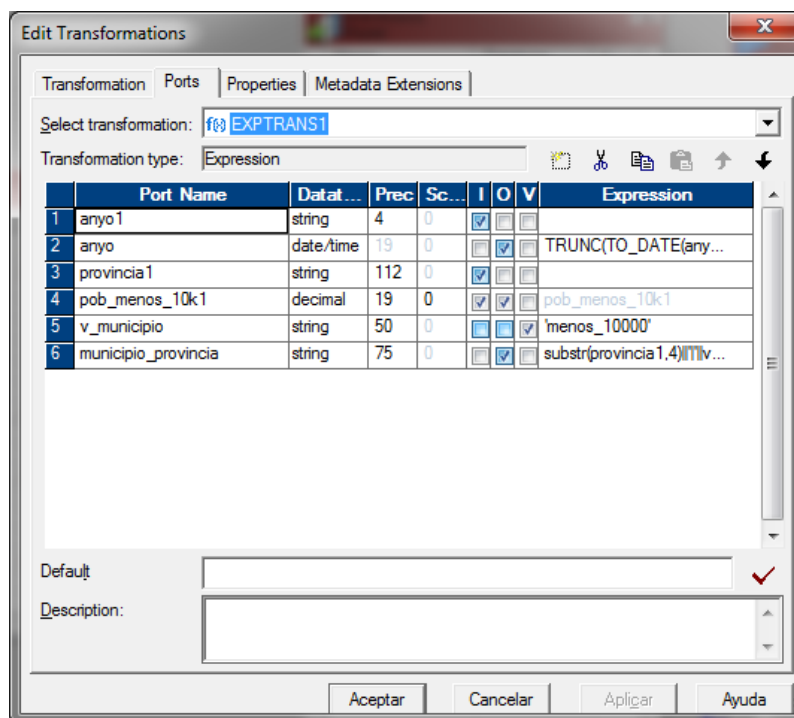 Edit Transformations
Transformation Ports Properties Metadata Extensions
Select transformation: f(x) EXPTRANS1
Transformation type: Expression
Port Name Datat... Prec Sc... I O V Expression
1 anyo1 string 4 0
2 anyo date/time 19 0 TRUNC(TO_DATE(any...
3 provincia1 string 112 0
4 pob_menos_10k1 decimal 19 0 pob_menos_10k1
5 v_municipio string 50 0 'menos_10000'
6 municipio_provincia string 75 0 substr(provincia1,4)||'|'||v...
Default
Description:
Aceptar Cancelar Aplicar Ayuda